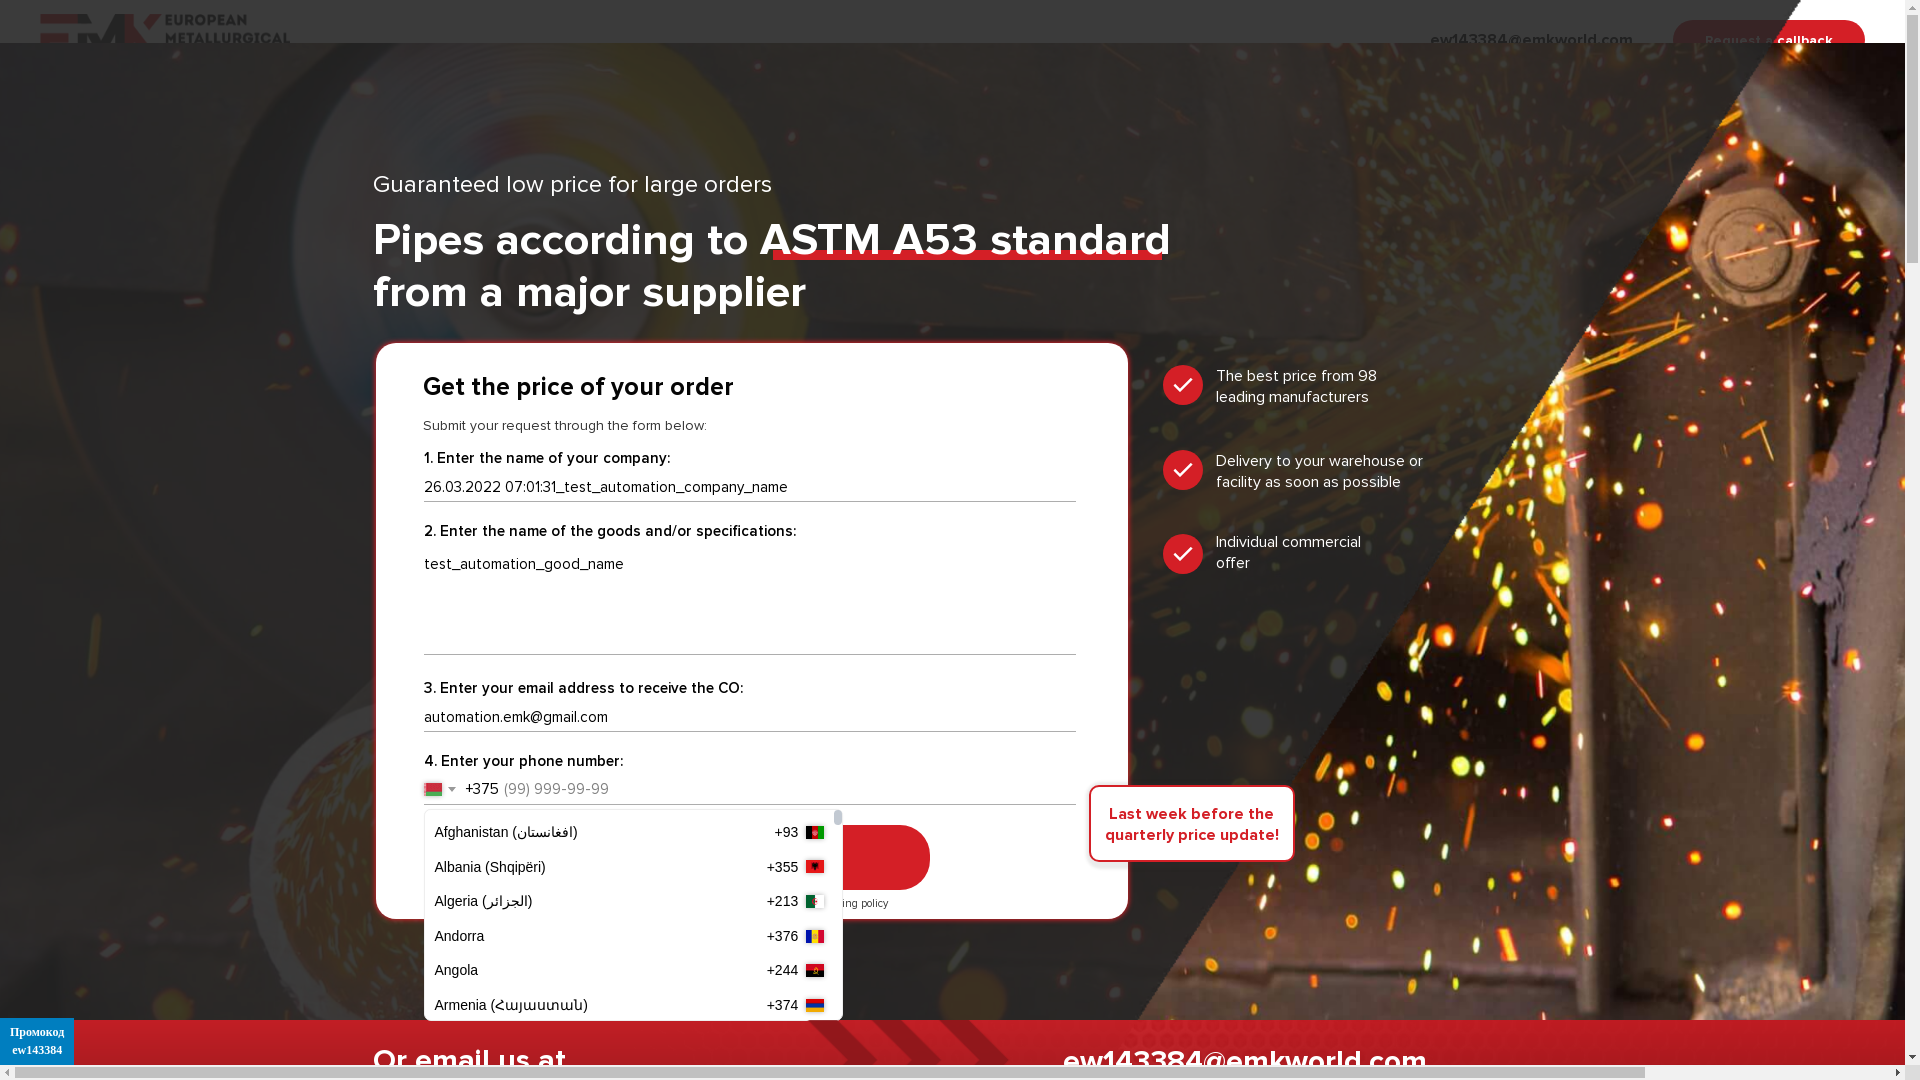 EUROPEAN
EMK METALLURGICAL
ew143384@emkworld.com
Request a callback
Guaranteed low price for large orders
Pipes according to ASTM A53 standard
from a major supplier
Get the price of your order
Submit your request through the form below:
1. Enter the name of your company:
26.03.2022 07:01:31_test_automation_company_name
2. Enter the name of the goods and/or specifications:
test_automation_good_name
3. Enter your email address to receive the CO:
automation.emk@gmail.com
4. Enter your phone number:
+375 (99) 999-99-99
Afghanistan (‫افغانستان‬‎) +93
Albania (Shqipëri) +355
Algeria (‫الجزائر‬‎) +213
Andorra +376
Angola +244
Armenia (Հայաստան) +374
ing policy
The best price from 98
leading manufacturers
Delivery to your warehouse or
facility as soon as possible
Individual commercial
offer
Last week before the
quarterly price update!
Промокод
ew143384
Or email us at
ew143384@emkworld.com